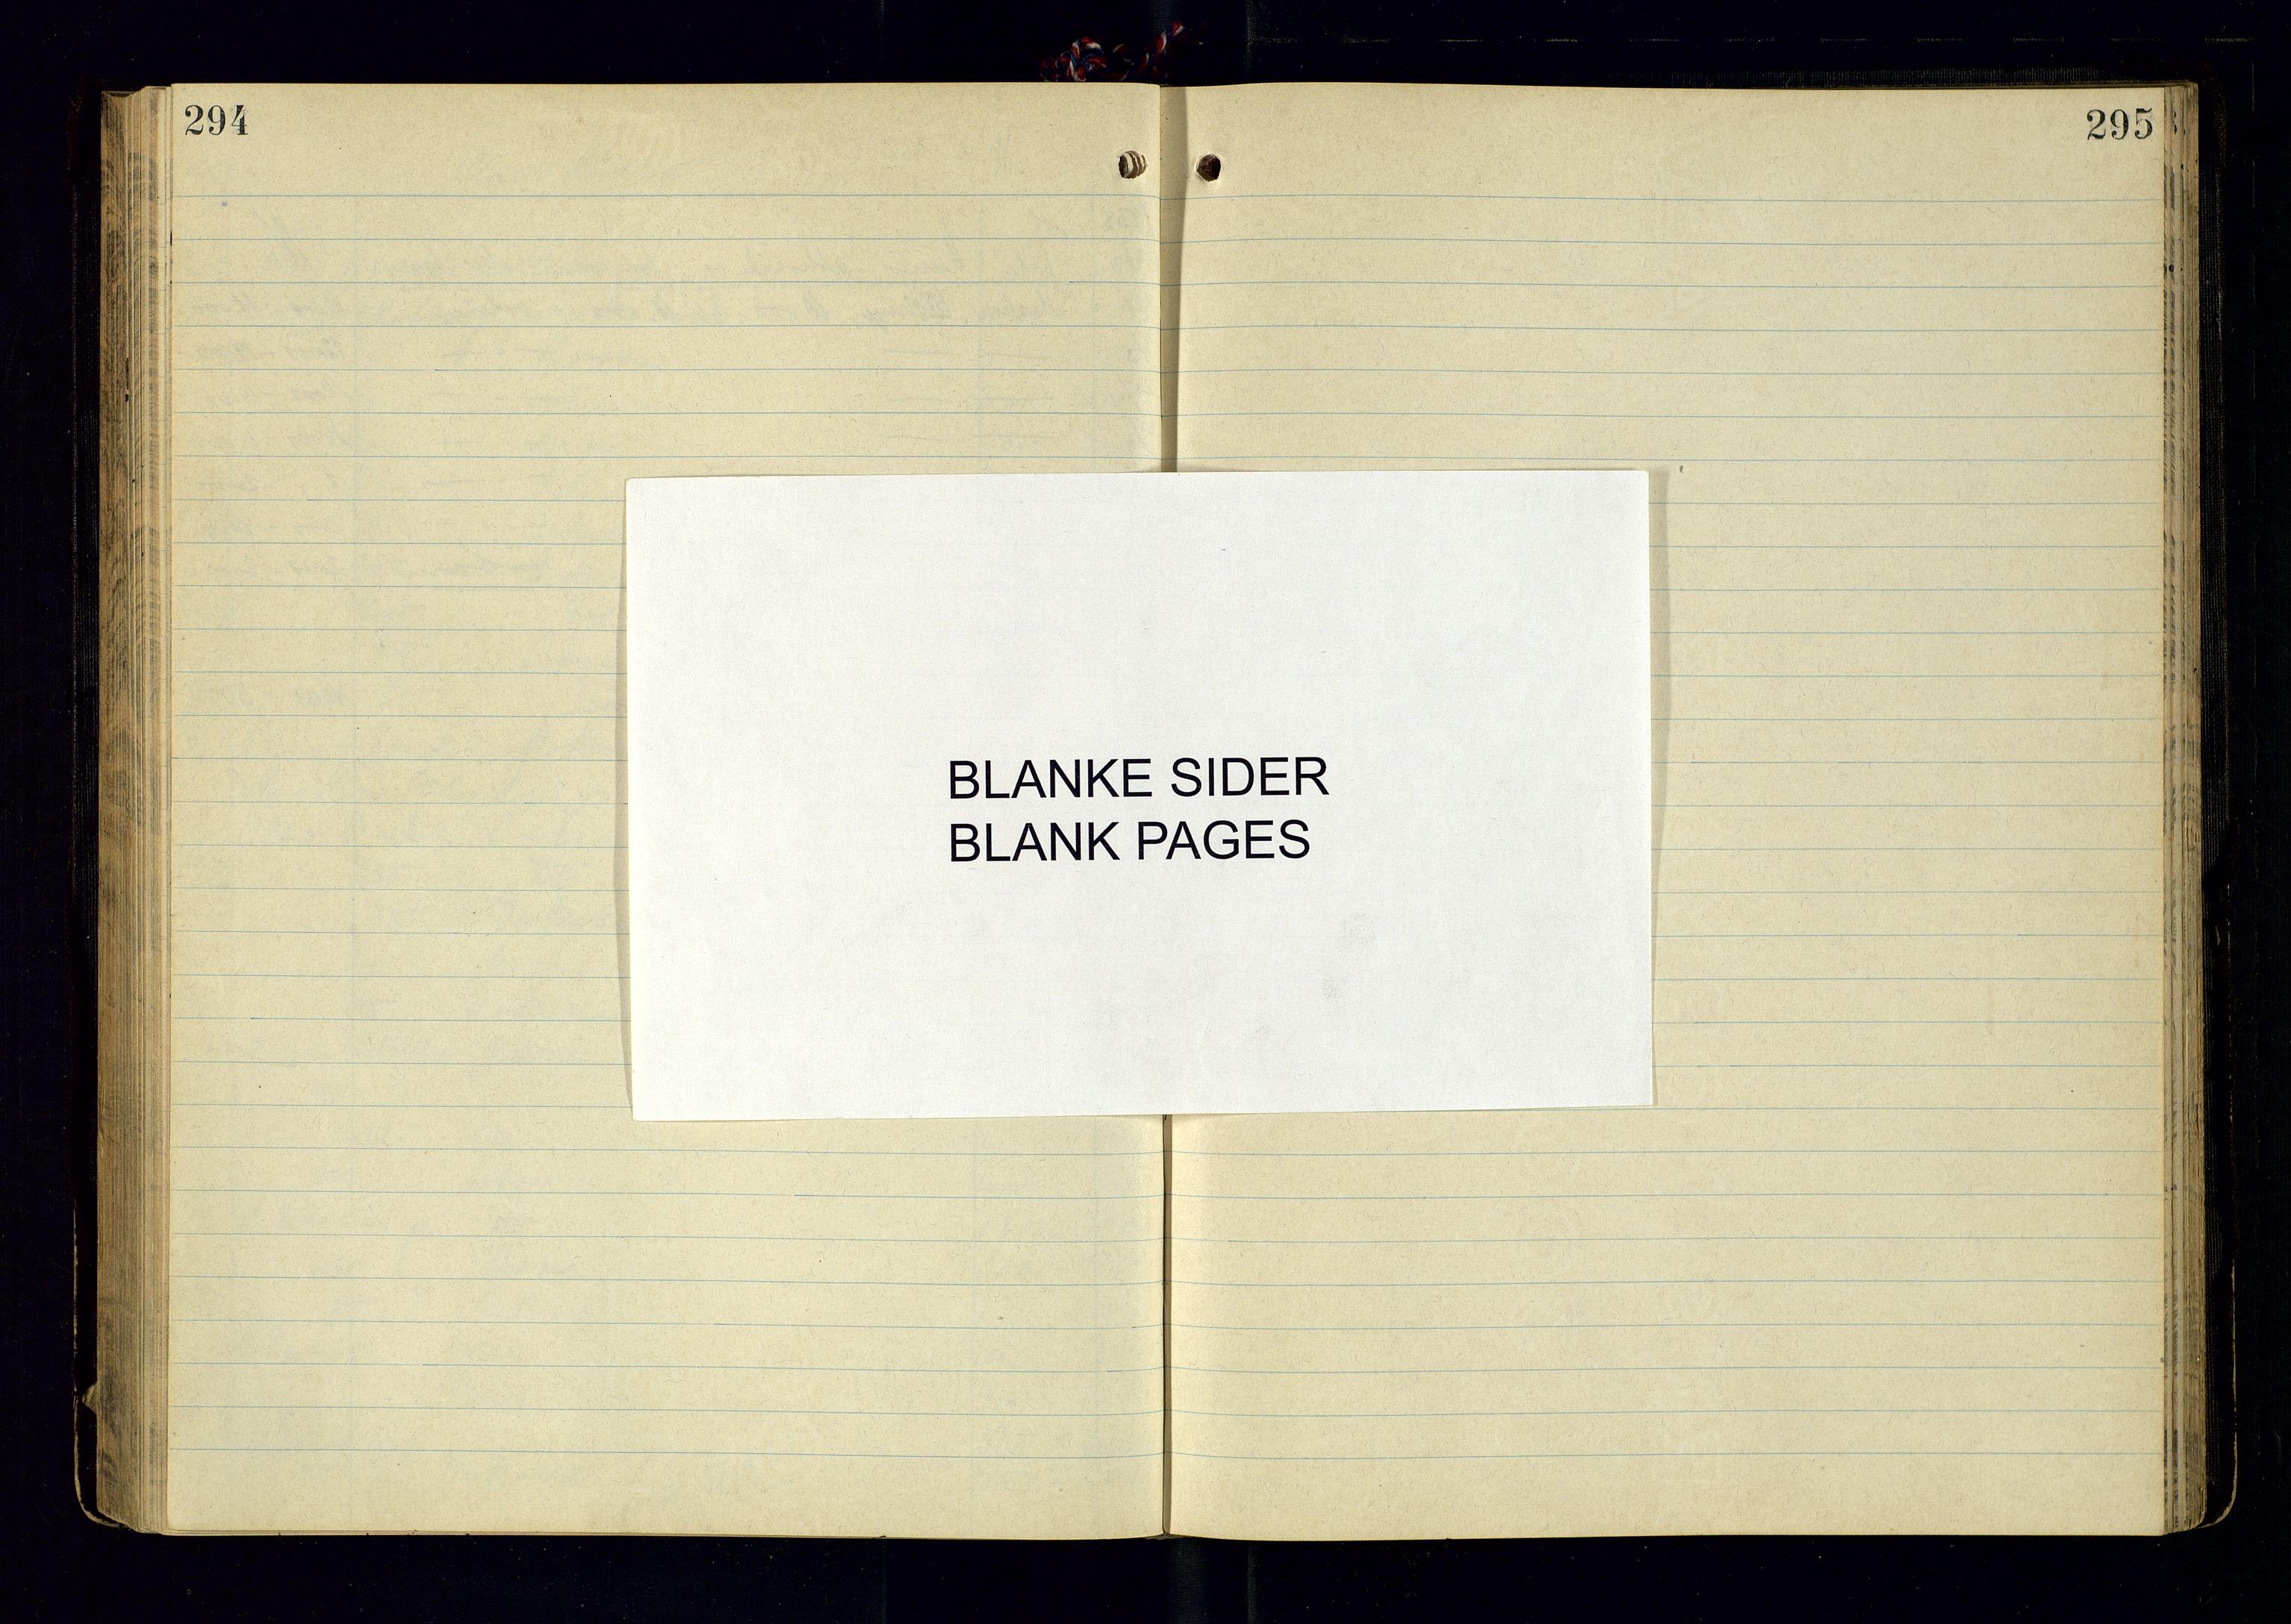 294
295
BLANKE SIDER
BLANK PAGES